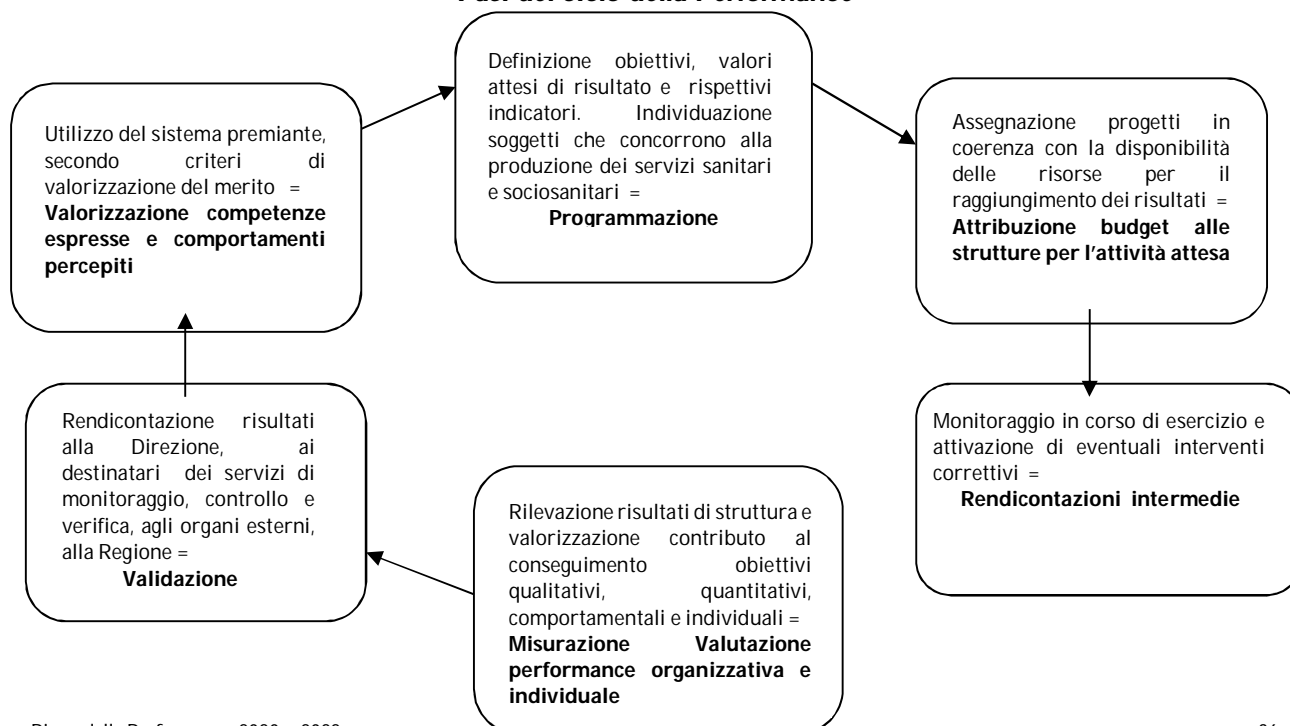 Definizione obiettivi, valori
attesi di risultato e rispettivi
indicatori. Individuazione
soggetti che concorrono alla
produzione dei servizi sanitari
e sociosanitari =
Programmazione
Assegnazione progetti in
coerenza con la disponibilità
delle risorse per il
raggiungimento dei risultati =
Attribuzione budget alle
strutture per l'attività attesa
Monitoraggio in corso di esercizio e
attivazione di eventuali interventi
correttivi =
Rendicontazioni intermedie
Rilevazione risultati di struttura e
valorizzazione contributo al
conseguimento obiettivi
qualitativi, quantitativi,
comportamentali e individuali =
Misurazione Valutazione
performance organizzativa e
individuale
Rendicontazione risultati
alla Direzione, ai
destinatari dei servizi di
monitoraggio, controllo e
verifica, agli organi esterni,
alla Regione =
Validazione
Utilizzo del sistema premiante,
secondo criteri di
valorizzazione del merito =
Valorizzazione competenze
espresse e comportamenti
percepiti